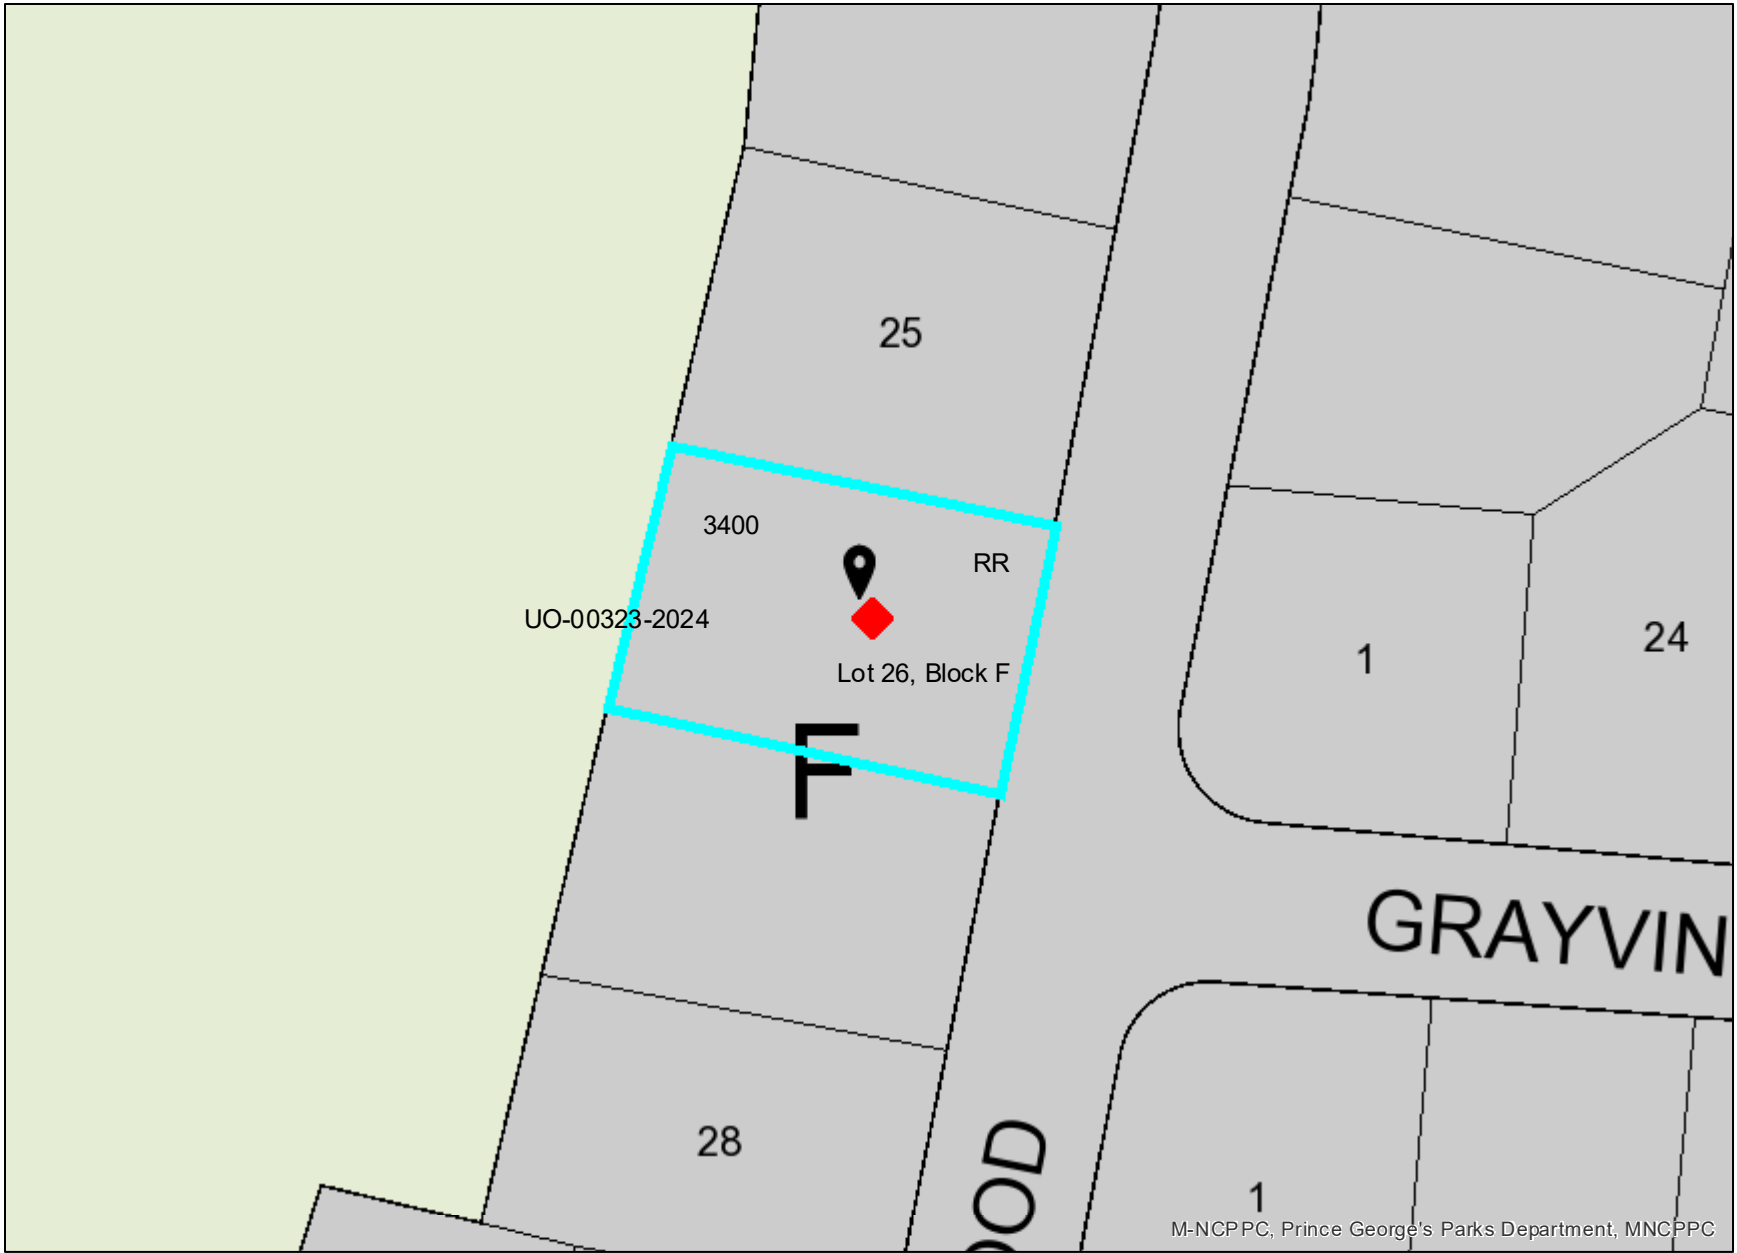 25
3400
RR
UO-00323-2024
Lot 26, Block F
1
24
F
GRAYVIN
28
OOD
1
M-NCPPC, Prince George's Parks Department, MNCPPC